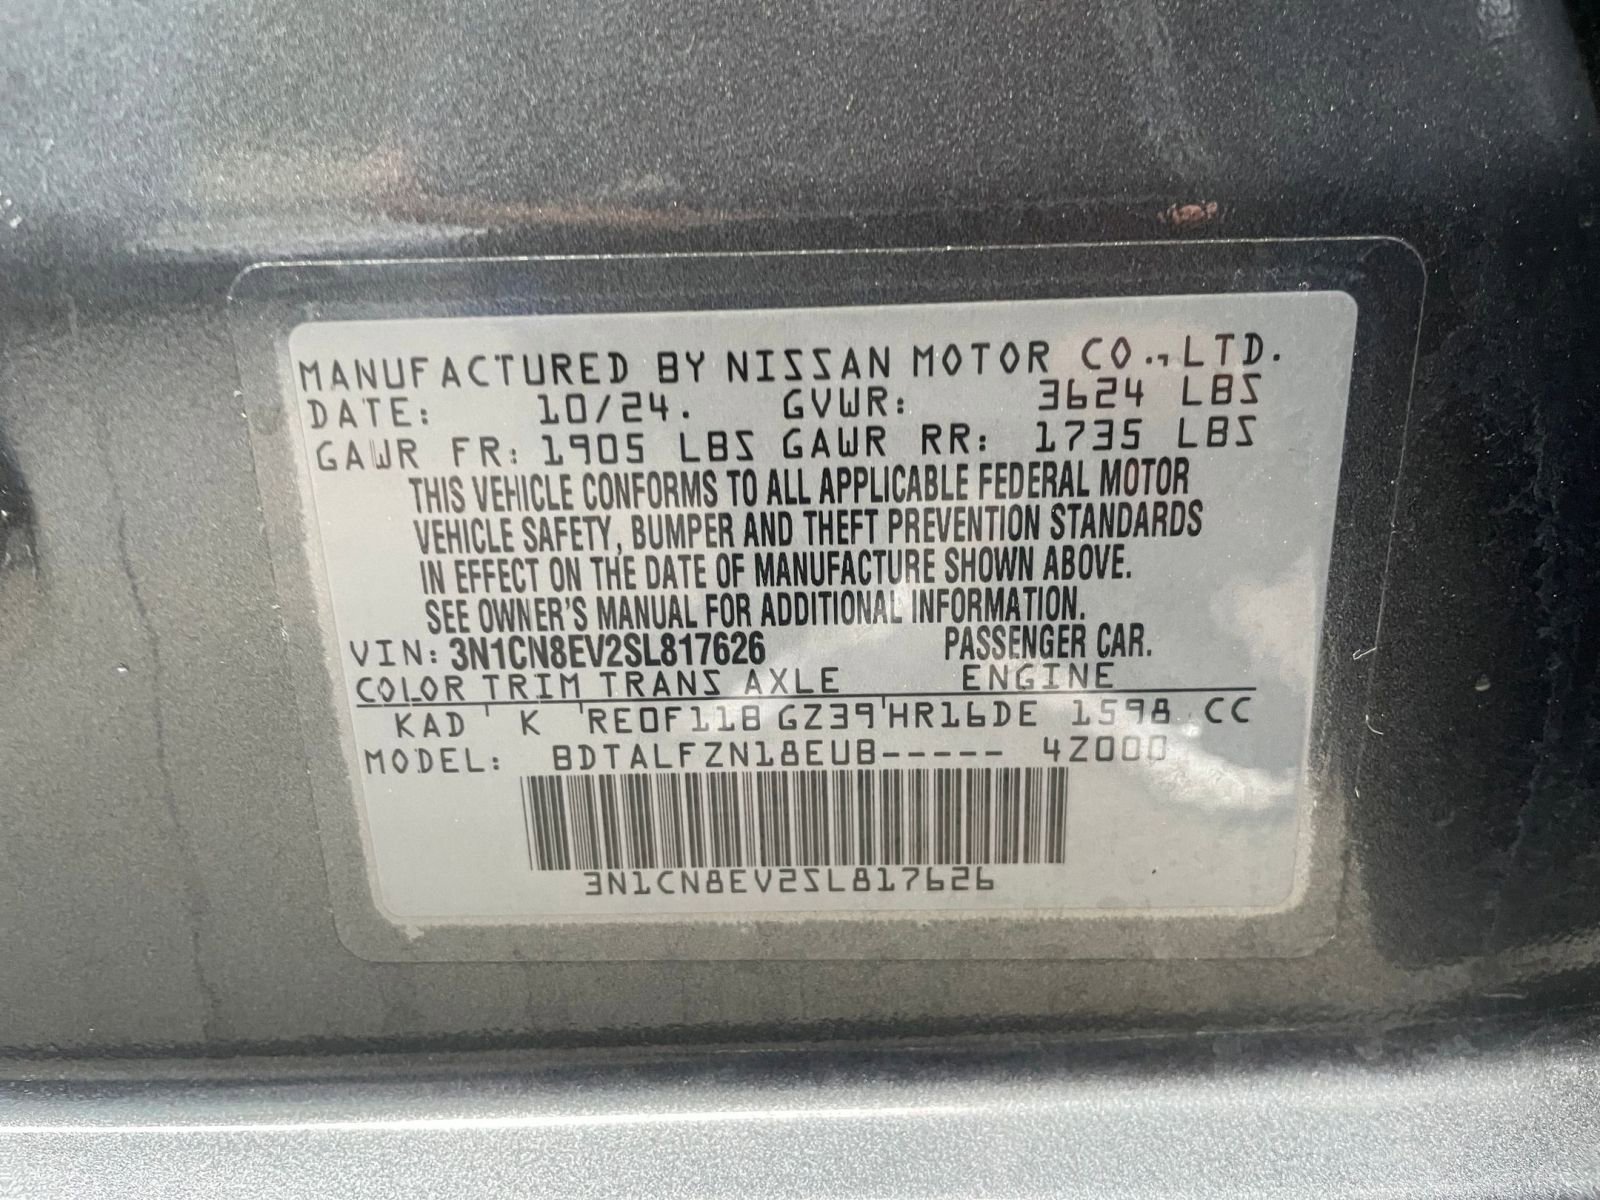 MANUFACTURED BY NISSAN MOTOR CO., LTD.
DATE: 10/24. GVWR: 3624 LBS
GAWR FR: 1905 LBS GAWR RR: 1735 LBS
THIS VEHICLE CONFORMS TO ALL APPLICABLE FEDERAL MOTOR
VEHICLE SAFETY, BUMPER AND THEFT PREVENTION STANDARDS
IN EFFECT ON THE DATE OF MANUFACTURE SHOWN ABOVE.
SEE OWNER'S MANUAL FOR ADDITIONAL INFORMATION.
VIN: 3N1CN8EV2SL817626 PASSENGER CAR.
COLOR TRIM TRANS AXLE ENGINE
KAD K RE0F11B GZ39 HR16DE 1598 CC
MODEL: BDTALFZN18EUB----- 4Z000
3N1CN8EV2SL817626